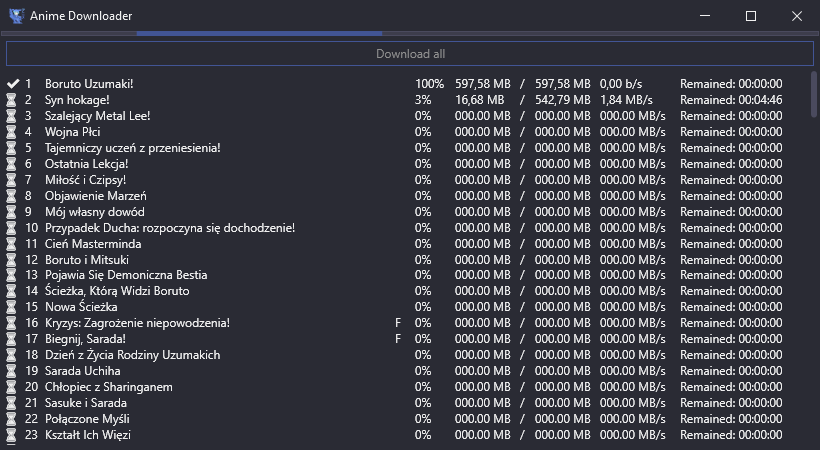 Anime Downloader
Download all
1 Boruto Uzumaki! 100% 597,58 MB / 597,58 MB 0,00 b/s Remained: 00:00:00
2 Syn hokage! 3% 16,68 MB / 542,79 MB 1,84 MB/s Remained: 00:04:46
3 Szalejący Metal Lee! 0% 000.00 MB / 000.00 MB 000.00 MB/s Remained: 00:00:00
4 Wojna Płci 0% 000.00 MB / 000.00 MB 000.00 MB/s Remained: 00:00:00
5 Tajemniczy uczeń z przeniesienia! 0% 000.00 MB / 000.00 MB 000.00 MB/s Remained: 00:00:00
6 Ostatnia Lekcja! 0% 000.00 MB / 000.00 MB 000.00 MB/s Remained: 00:00:00
7 Miłość i Czipsy! 0% 000.00 MB / 000.00 MB 000.00 MB/s Remained: 00:00:00
8 Objawienie Marzeń 0% 000.00 MB / 000.00 MB 000.00 MB/s Remained: 00:00:00
9 Mój własny dowód 0% 000.00 MB / 000.00 MB 000.00 MB/s Remained: 00:00:00
10 Przypadek Ducha: rozpoczyna się dochodzenie! 0% 000.00 MB / 000.00 MB 000.00 MB/s Remained: 00:00:00
11 Cień Masterminda 0% 000.00 MB / 000.00 MB 000.00 MB/s Remained: 00:00:00
12 Boruto i Mitsuki 0% 000.00 MB / 000.00 MB 000.00 MB/s Remained: 00:00:00
13 Pojawia Się Demoniczna Bestia 0% 000.00 MB / 000.00 MB 000.00 MB/s Remained: 00:00:00
14 Ścieżka, Którą Widzi Boruto 0% 000.00 MB / 000.00 MB 000.00 MB/s Remained: 00:00:00
15 Nowa Ścieżka 0% 000.00 MB / 000.00 MB 000.00 MB/s Remained: 00:00:00
16 Kryzys: Zagrożenie niepowodzenia! F 0% 000.00 MB / 000.00 MB 000.00 MB/s Remained: 00:00:00
17 Biegnij, Sarada! F 0% 000.00 MB / 000.00 MB 000.00 MB/s Remained: 00:00:00
18 Dzień z Życia Rodziny Uzumakich 0% 000.00 MB / 000.00 MB 000.00 MB/s Remained: 00:00:00
19 Sarada Uchiha 0% 000.00 MB / 000.00 MB 000.00 MB/s Remained: 00:00:00
20 Chłopiec z Sharinganem 0% 000.00 MB / 000.00 MB 000.00 MB/s Remained: 00:00:00
21 Sasuke i Sarada 0% 000.00 MB / 000.00 MB 000.00 MB/s Remained: 00:00:00
22 Połączone Myśli 0% 000.00 MB / 000.00 MB 000.00 MB/s Remained: 00:00:00
23 Kształt Ich Więzi 0% 000.00 MB / 000.00 MB 000.00 MB/s Remained: 00:00:00